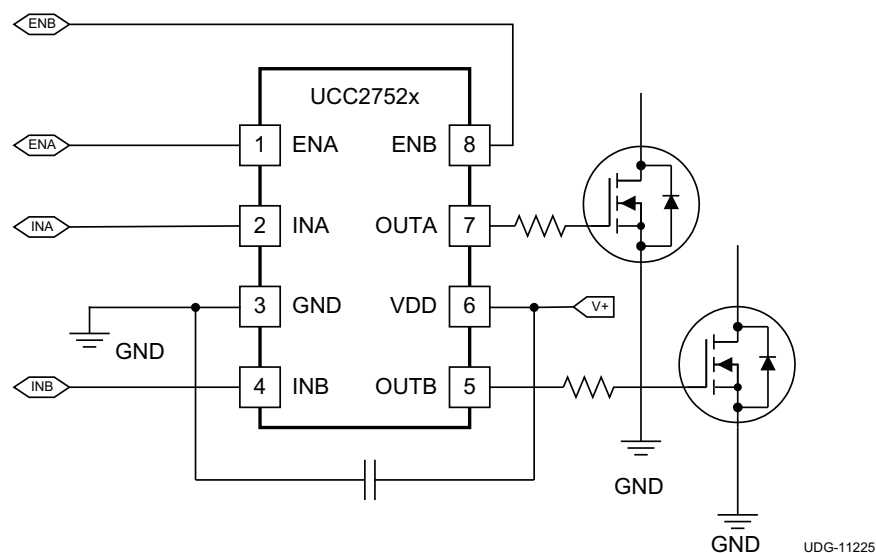 ENB
UCC2752x
ENA
1
ENA
ENB
8
INA
2
INA
OUTA
7
3
GND
VDD
6
V+
GND
INB
4
INB
OUTB
5
GND
GND
UDG-11225